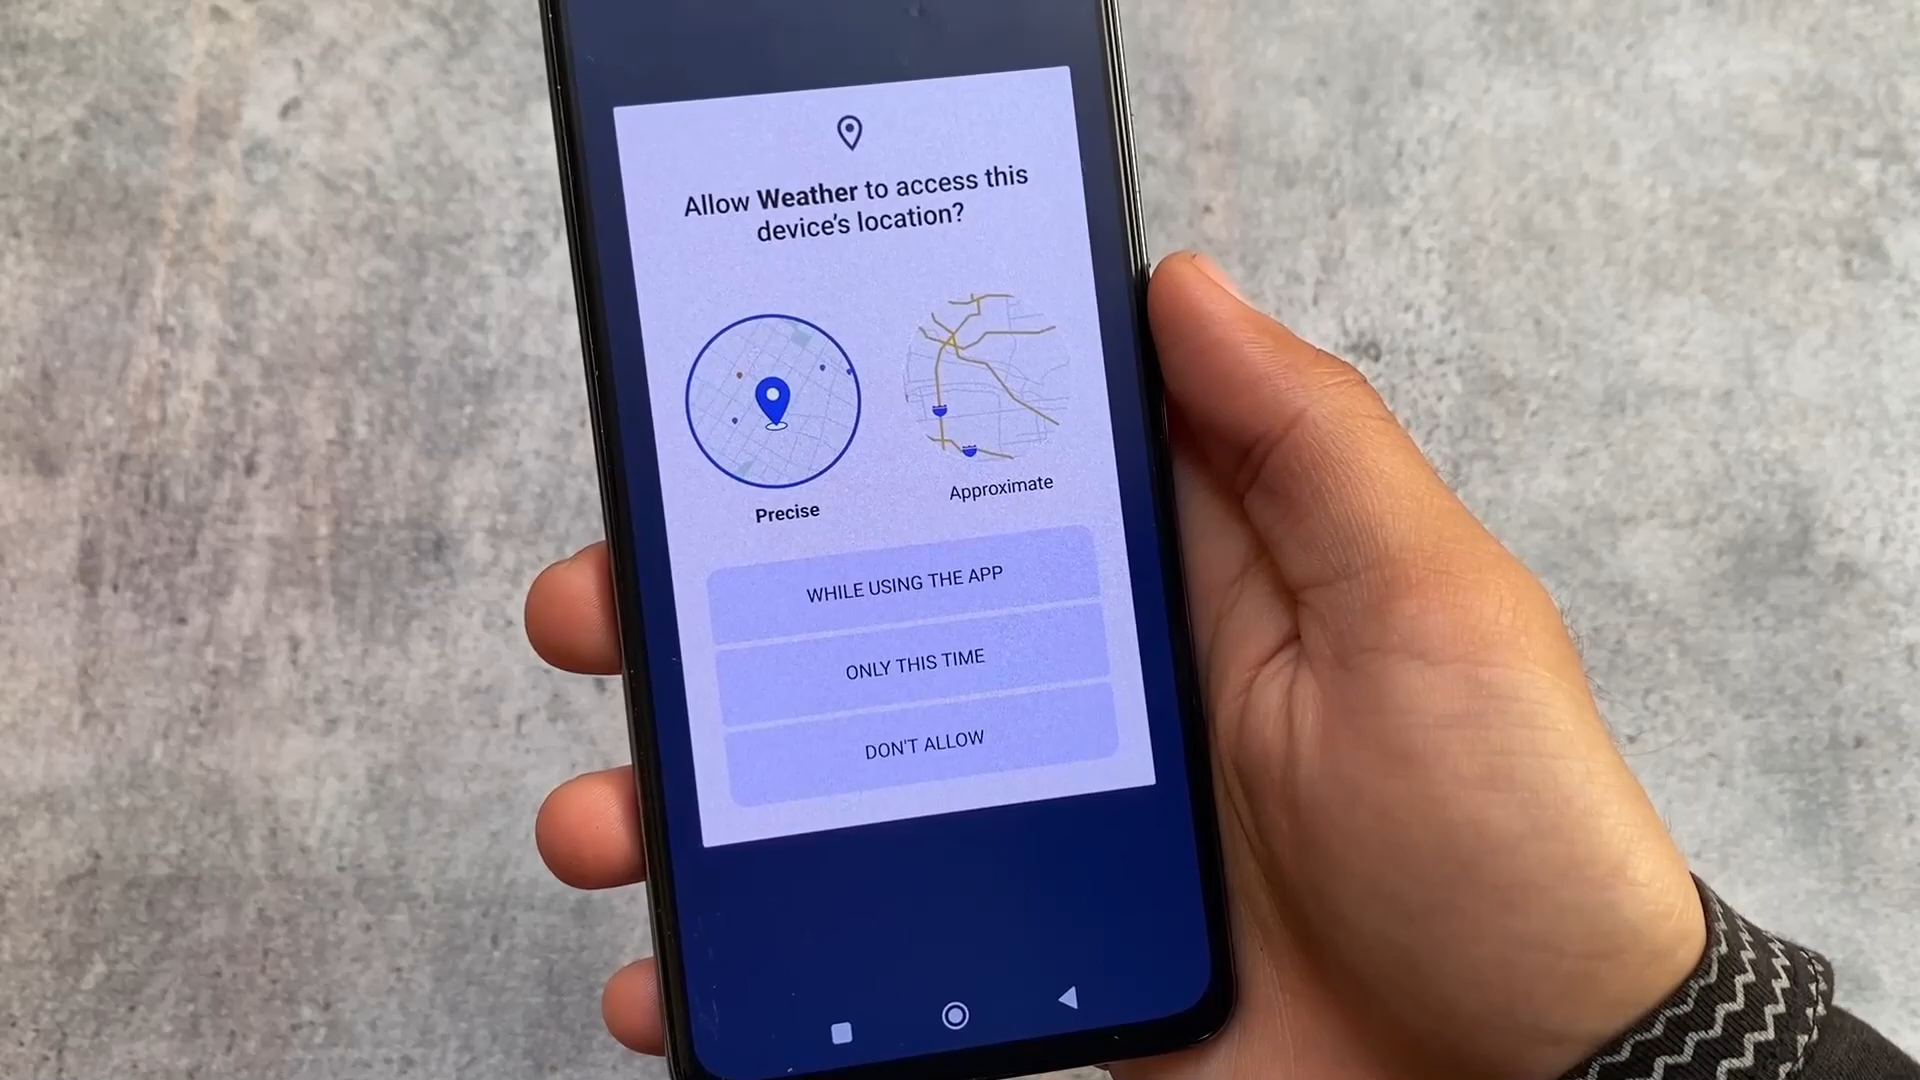 Allow Weather to access this
device's location?
Precise
Approximate
WHILE USING THE APP
ONLY THIS TIME
DON'T ALLOW